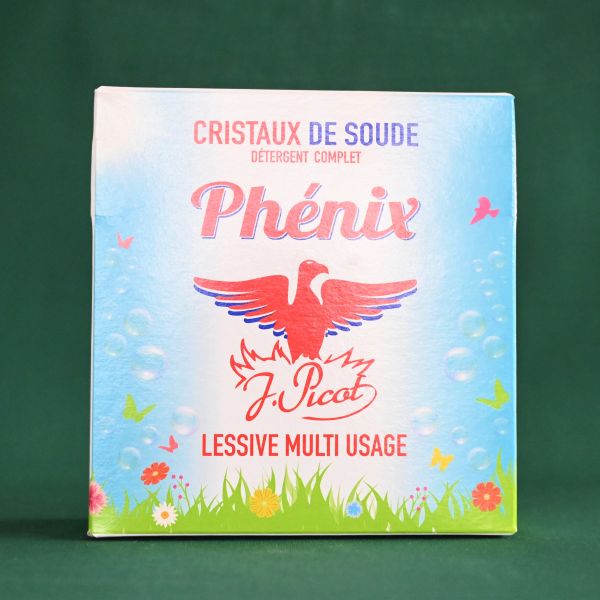 CRISTAUX DE SOUDE
DÉTERGENT COMPLET
Phénix
J. Picot
LESSIVE MULTI USAGE